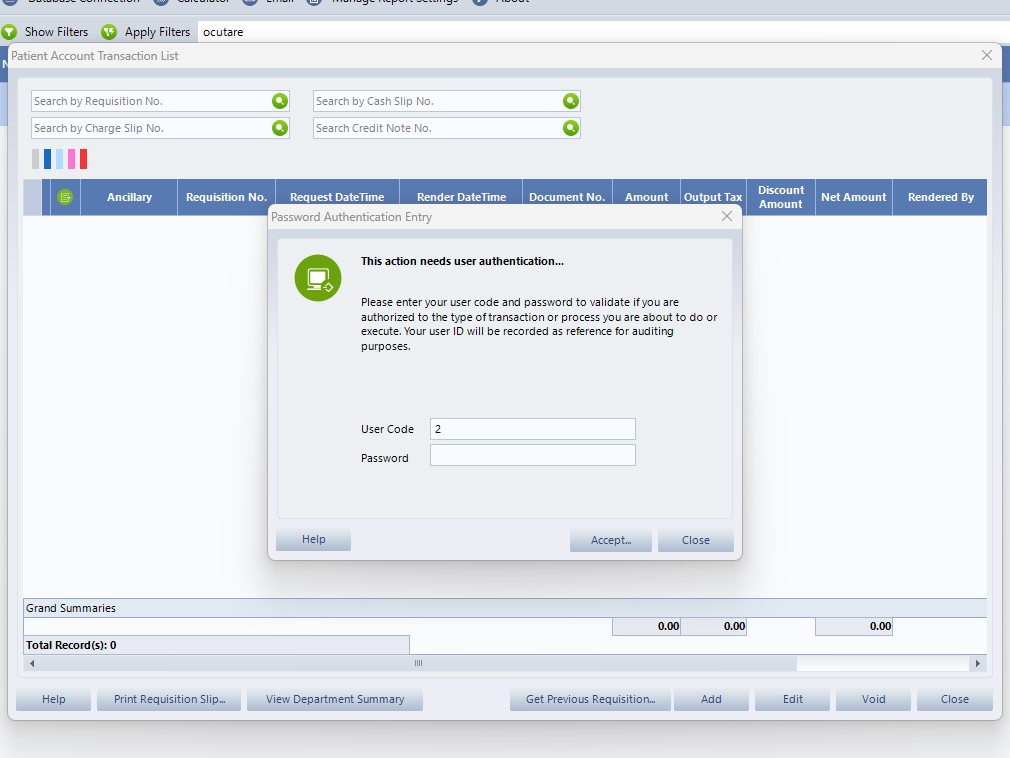 Database Connection Calculator Email Manage Report Settings About
Show Filters Apply Filters ocutare
Patient Account Transaction List
Search by Requisition No. Search by Cash Slip No.
Search by Charge Slip No. Search Credit Note No.
Ancillary Requisition No. Request DateTime Render DateTime Document No. Amount Output Tax Discount Amount Net Amount Rendered By
Password Authentication Entry
This action needs user authentication...
Please enter your user code and password to validate if you are
authorized to the type of transaction or process you are about to do or
execute. Your user ID will be recorded as reference for auditing
purposes.
User Code 2
Password
Help Accept... Close
Grand Summaries
0.00 0.00 0.00
Total Record(s): 0
Help Print Requisition Slip... View Department Summary Get Previous Requisition... Add Edit Void Close